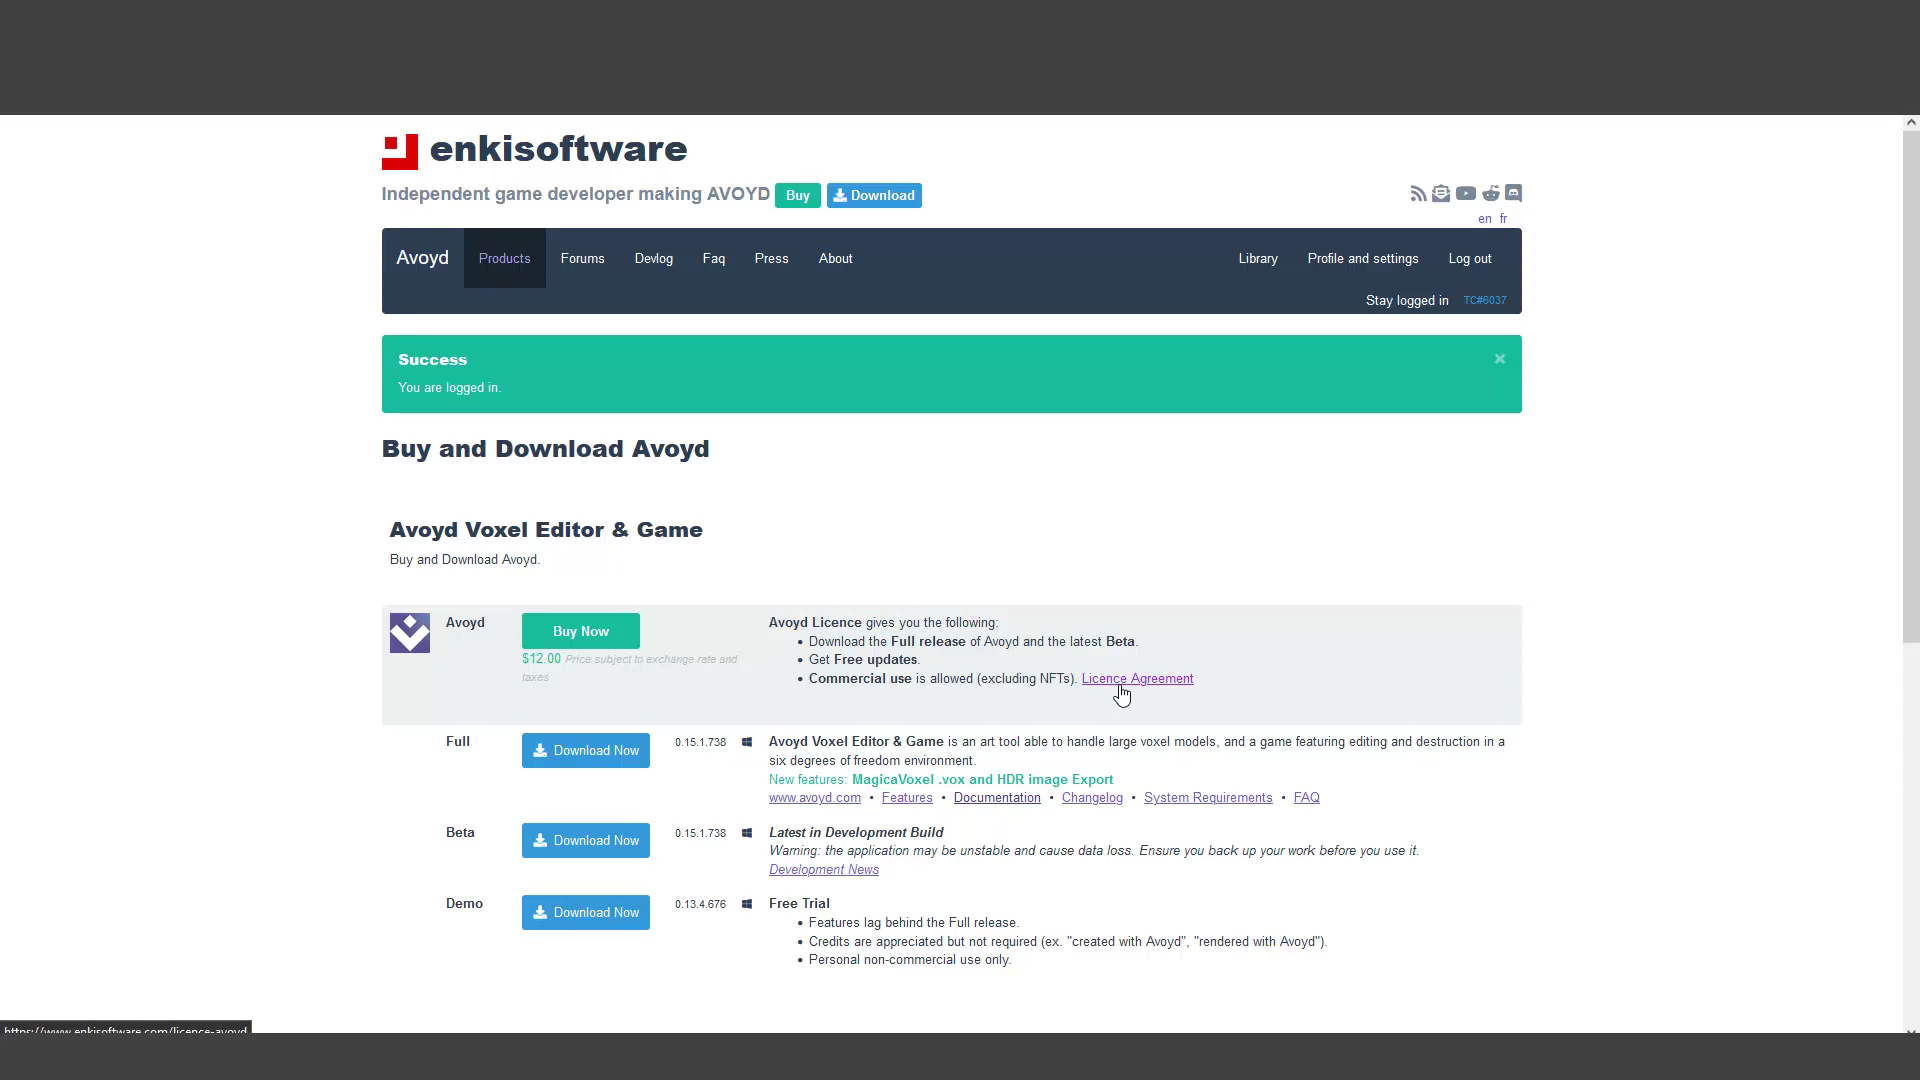 enkisoftware
Independent game developer making AVOYD Buy Download
en fr
Avoyd Products Forums Devlog Faq Press About Library Profile and settings Log out
Stay logged in TC#6037
Success
×
You are logged in.
Buy and Download Avoyd
Avoyd Voxel Editor & Game
Buy and Download Avoyd.
Avoyd Buy Now Avoyd Licence gives you the following:
• Download the Full release of Avoyd and the latest Beta.
$12.00 Price subject to exchange rate and
taxes
• Get Free updates.
• Commercial use is allowed (excluding NFTs). Licence Agreement
Full Download Now 0.15.1.738 Avoyd Voxel Editor & Game is an art tool able to handle large voxel models, and a game featuring editing and destruction in a
six degrees of freedom environment.
New features: MagicaVoxel .vox and HDR image Export
www.avoyd.com • Features • Documentation • Changelog • System Requirements • FAQ
Beta Download Now 0.15.1.738 Latest in Development Build
Warning: the application may be unstable and cause data loss. Ensure you back up your work before you use it.
Development News
Demo Download Now 0.13.4.676 Free Trial
• Features lag behind the Full release.
• Credits are appreciated but not required (ex. "created with Avoyd", "rendered with Avoyd").
• Personal non-commercial use only.
https://www.enkisoftware.com/licence-avoyd